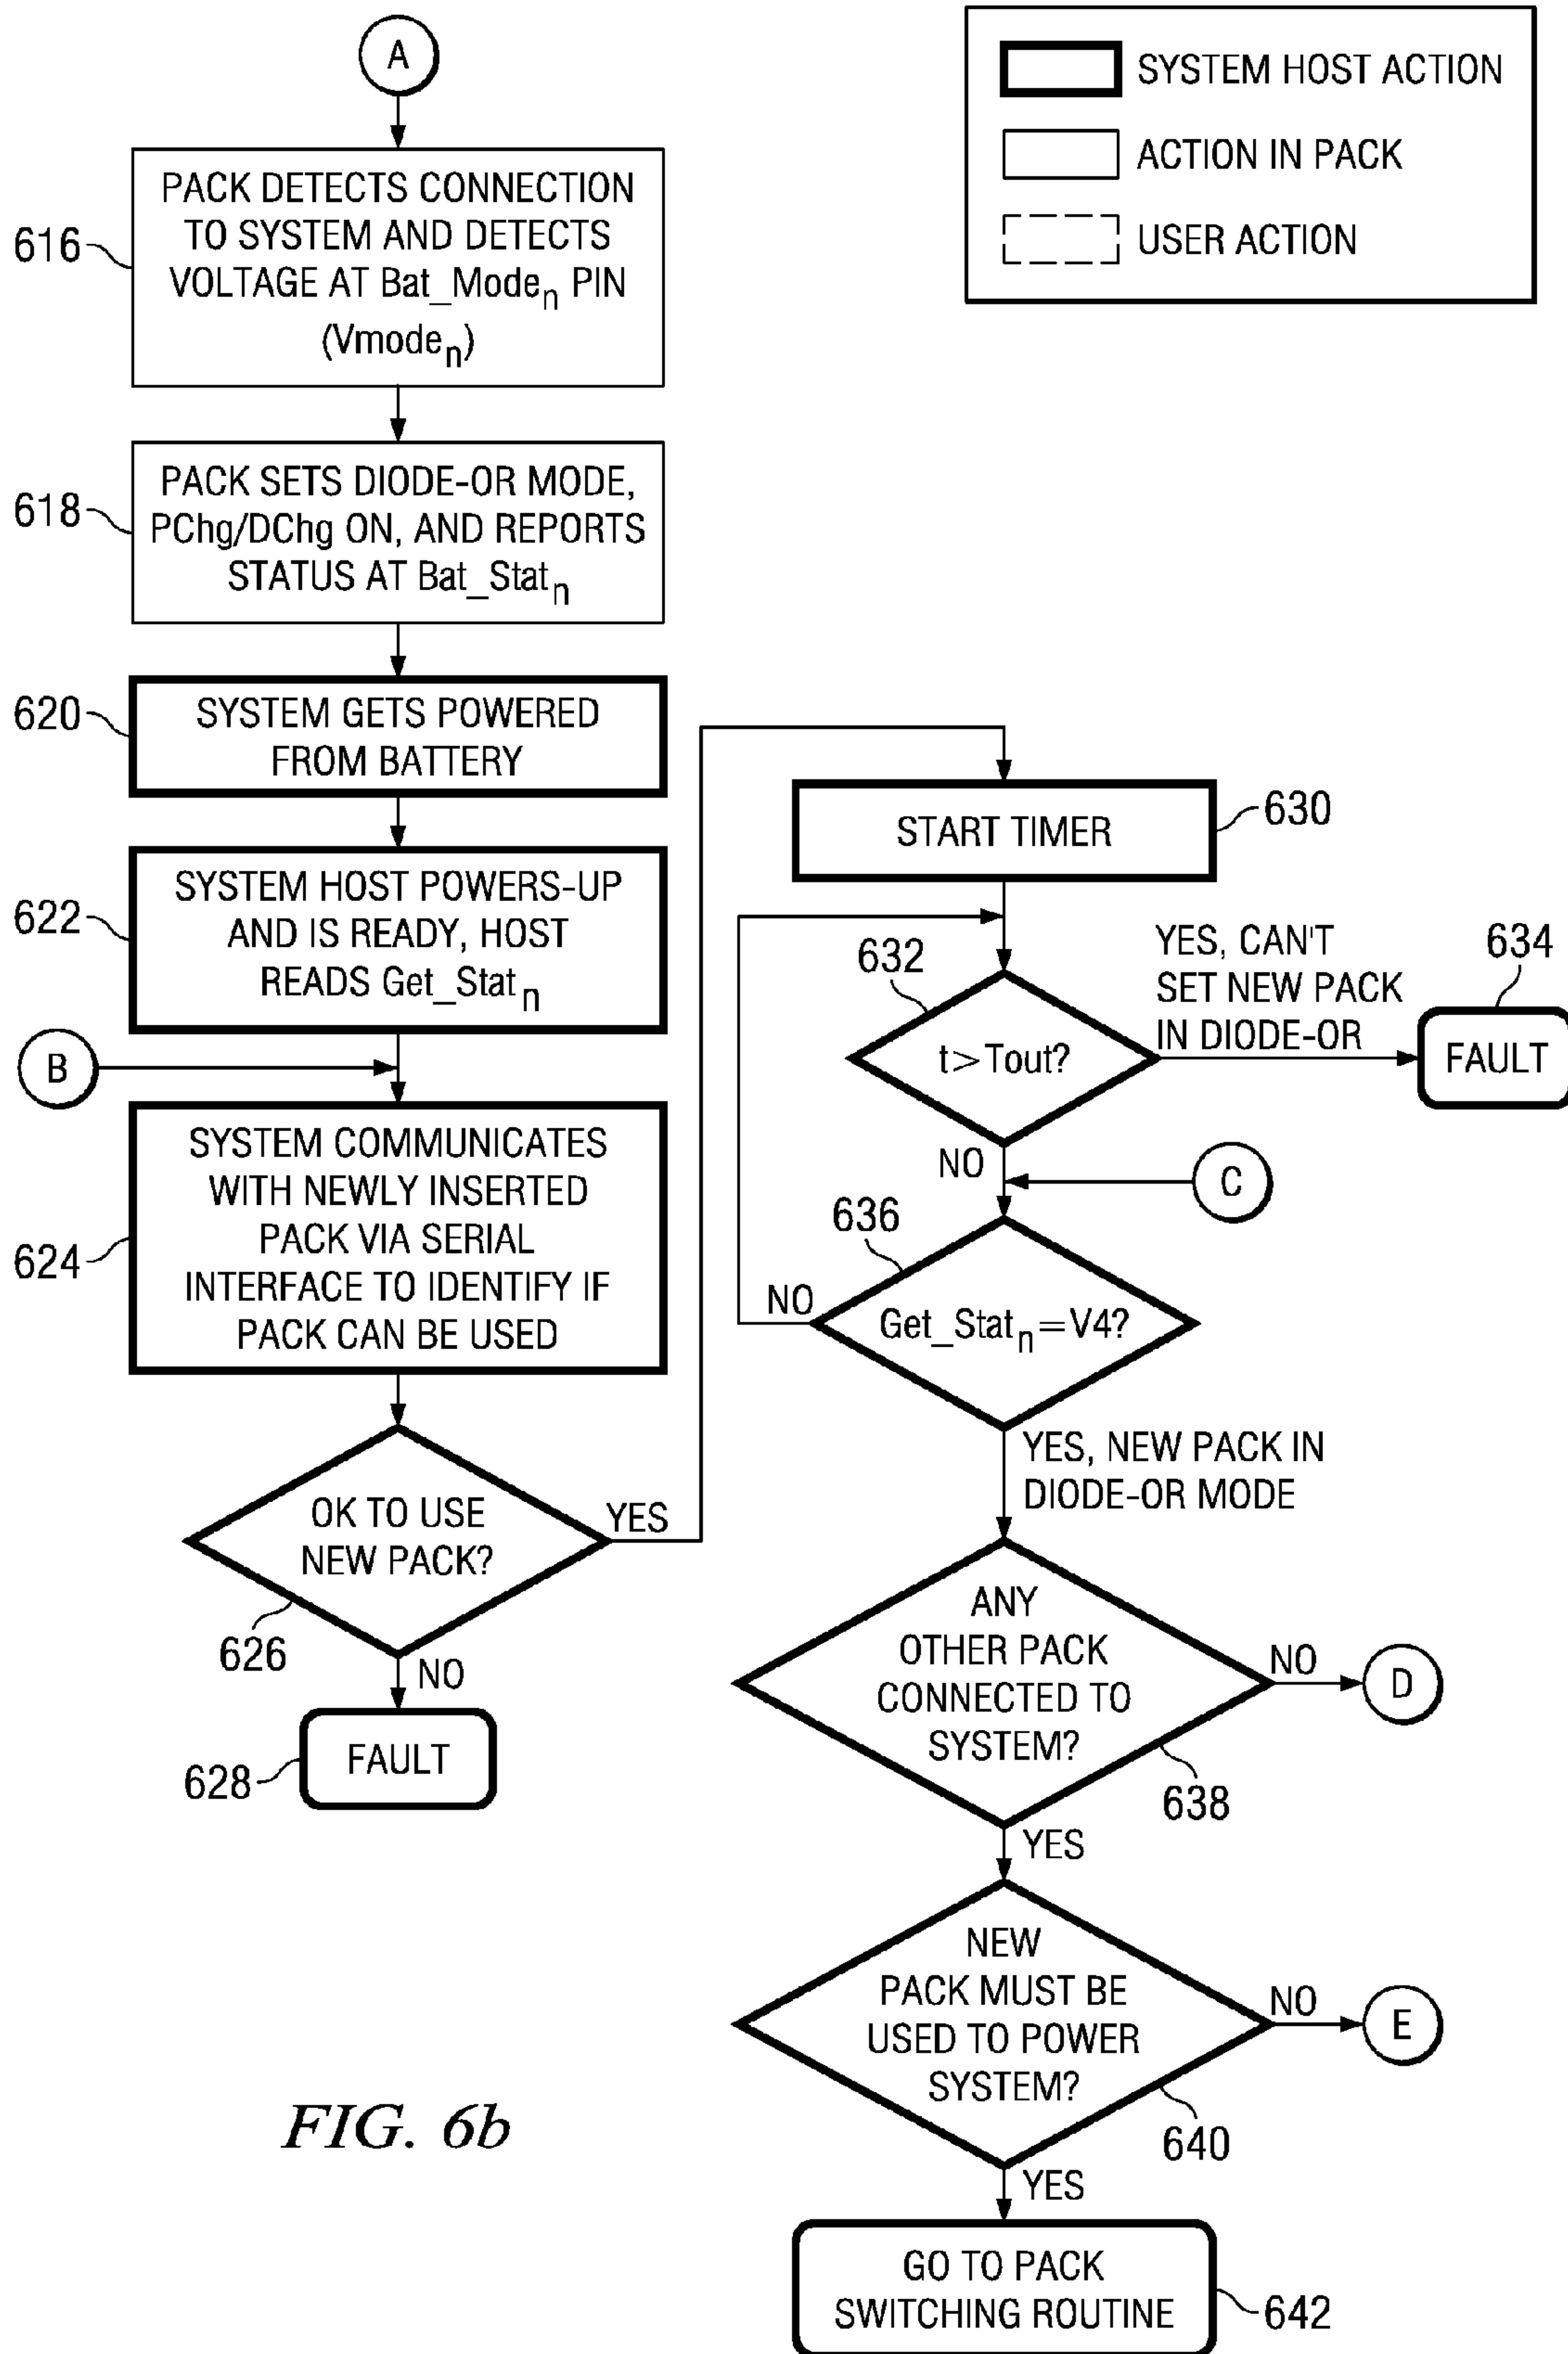 A
SYSTEM HOST ACTION
ACTION IN PACK
USER ACTION
616
PACK DETECTS CONNECTION
TO SYSTEM AND DETECTS
VOLTAGE AT Bat_Moden PIN
(Vmoden)
618
PACK SETS DIODE-OR MODE,
PChg/DChg ON, AND REPORTS
STATUS AT Bat_Statn
620
SYSTEM GETS POWERED
FROM BATTERY
622
SYSTEM HOST POWERS-UP
AND IS READY, HOST
READS Get_Statn
B
624
SYSTEM COMMUNICATES
WITH NEWLY INSERTED
PACK VIA SERIAL
INTERFACE TO IDENTIFY IF
PACK CAN BE USED
OK TO USE
NEW PACK?
YES
626
NO
FAULT
628
START TIMER
630
632
t>Tout?
YES, CAN'T
SET NEW PACK
IN DIODE-OR
634
FAULT
NO
C
636
Get_Statn=V4?
NO
YES, NEW PACK IN
DIODE-OR MODE
ANY
OTHER PACK
CONNECTED TO
SYSTEM?
NO
D
638
YES
NEW
PACK MUST BE
USED TO POWER
SYSTEM?
NO
E
640
YES
GO TO PACK
SWITCHING ROUTINE
642
FIG. 6b